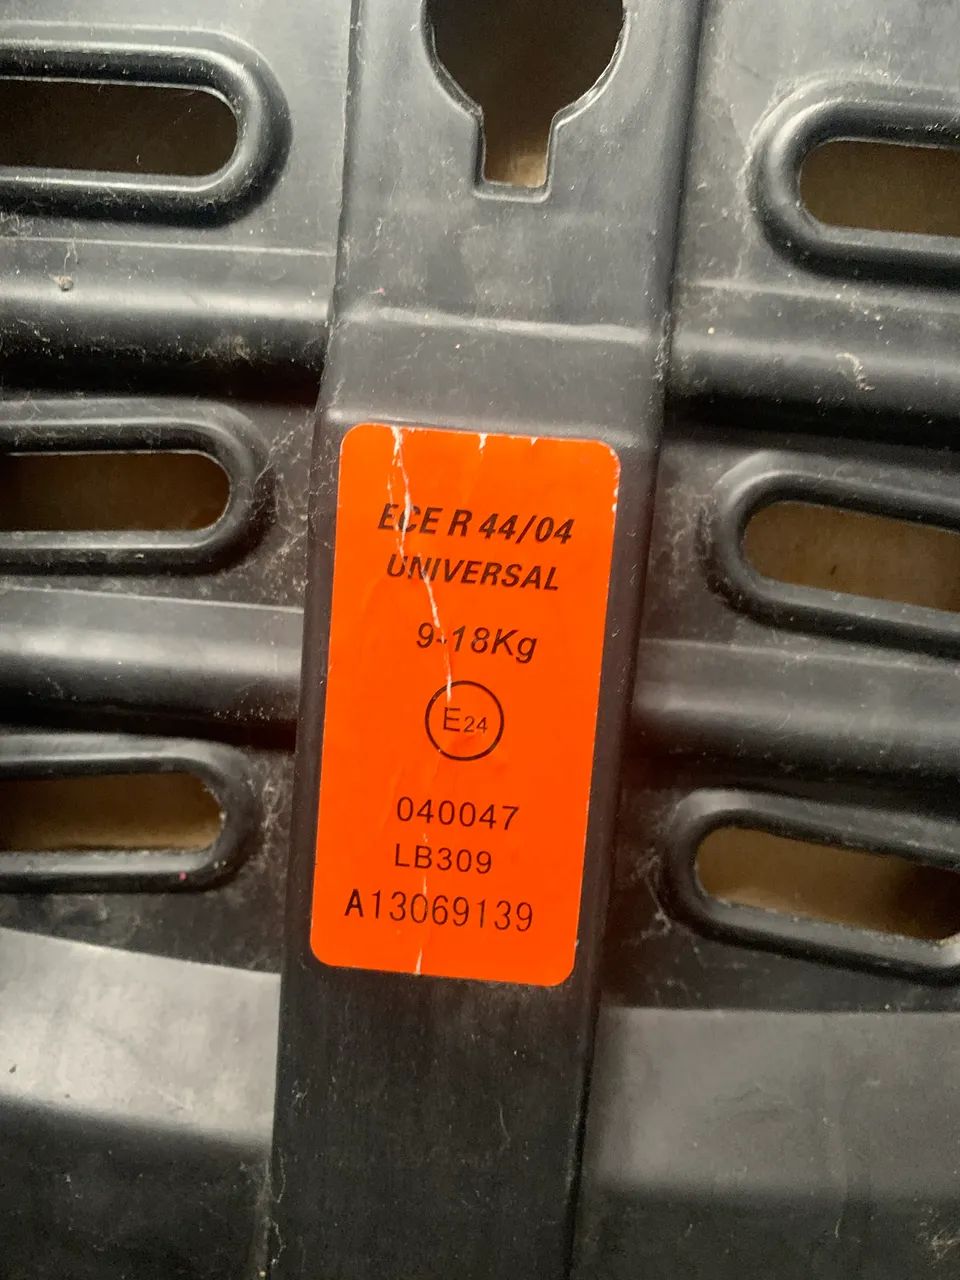 ECE R 44/04
UNIVERSAL
9-18Kg
E24
040047
LB309
A13069139